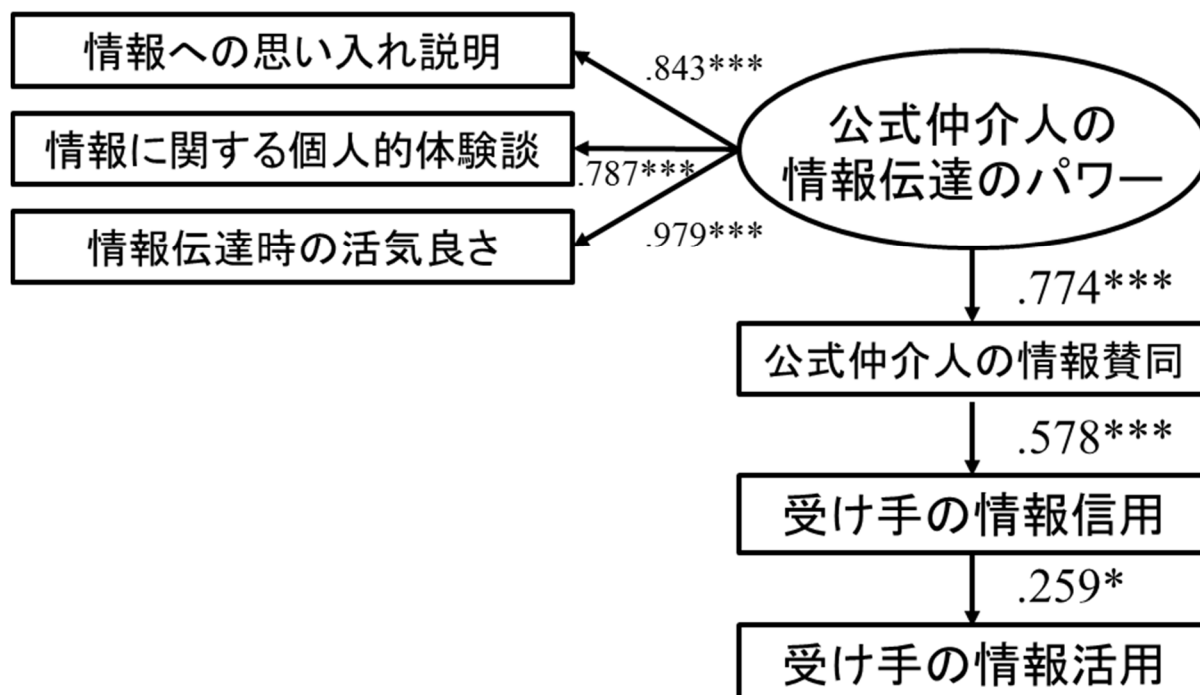 情報への思い入れ説明
.843***
公式仲介人の
情報伝達のパワー
情報に関する個人的体験談
.787***
情報伝達時の活気良さ
.979***
.774***
公式仲介人の情報賛同
.578***
受け手の情報信用
.259*
受け手の情報活用